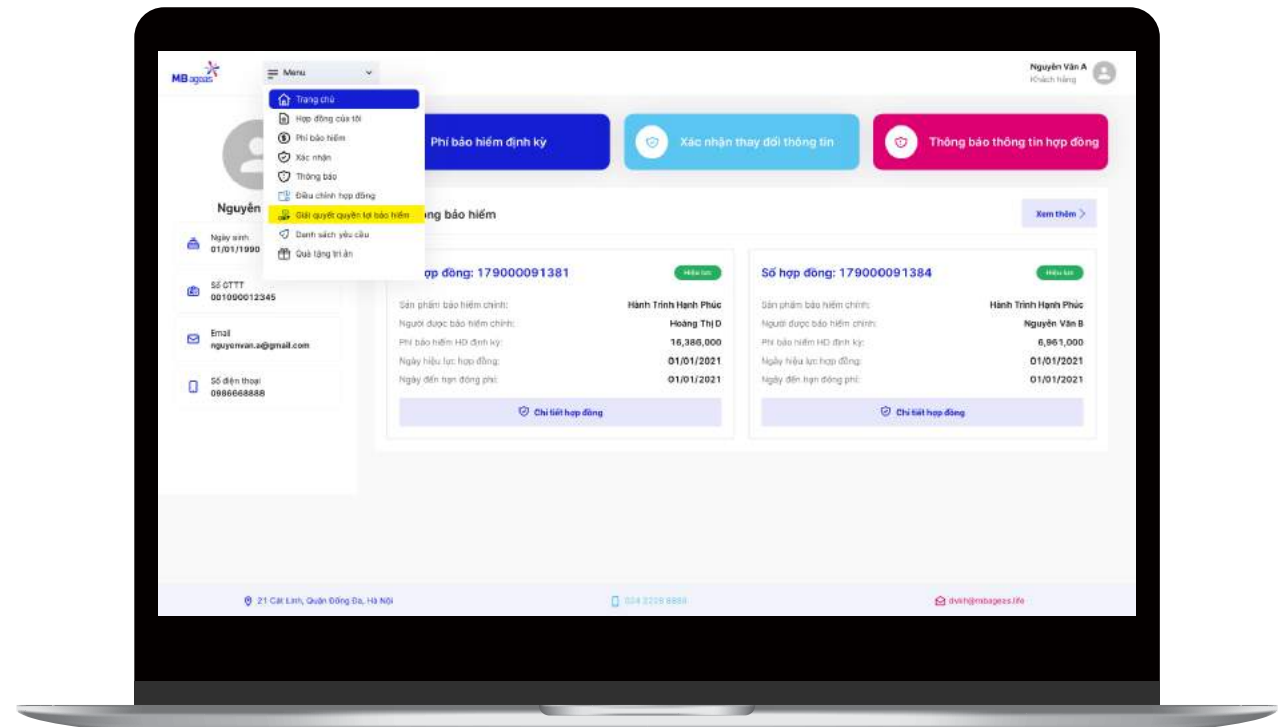 MB ageas
Menu
Nguyễn Văn A
Khách hàng
Trang chủ
Hợp đồng của tôi
Phí bảo hiểm
Xác nhận
Thông báo
Điều chỉnh hợp đồng
Giải quyết quyền lợi bảo hiểm
Danh sách yêu cầu
Quà tặng tri ân
Phí bảo hiểm định kỳ
Xác nhận thay đổi thông tin
Thông báo thông tin hợp đồng
Nguyễn
Ngày sinh
01/01/1990
Số GTTT
001090012345
Email
nguyenvan.a@gmail.com
Số điện thoại
0986668888
ng bảo hiểm
Xem thêm
ợp đồng: 179000091381
Hiệu lực
Sản phẩm bảo hiểm chính:
Hành Trình Hạnh Phúc
Người được bảo hiểm chính:
Hoàng Thị D
Phí bảo hiểm HĐ định kỳ:
16,386,000
Ngày hiệu lực hợp đồng:
01/01/2021
Ngày đến hạn đóng phí:
01/01/2021
Chi tiết hợp đồng
Số hợp đồng: 179000091384
Hiệu lực
Sản phẩm bảo hiểm chính:
Hành Trình Hạnh Phúc
Người được bảo hiểm chính:
Nguyễn Văn B
Phí bảo hiểm HĐ định kỳ:
6,961,000
Ngày hiệu lực hợp đồng:
01/01/2021
Ngày đến hạn đóng phí:
01/01/2021
Chi tiết hợp đồng
21 Cát Linh, Quận Đống Đa, Hà Nội
dvkh@mbageas.life